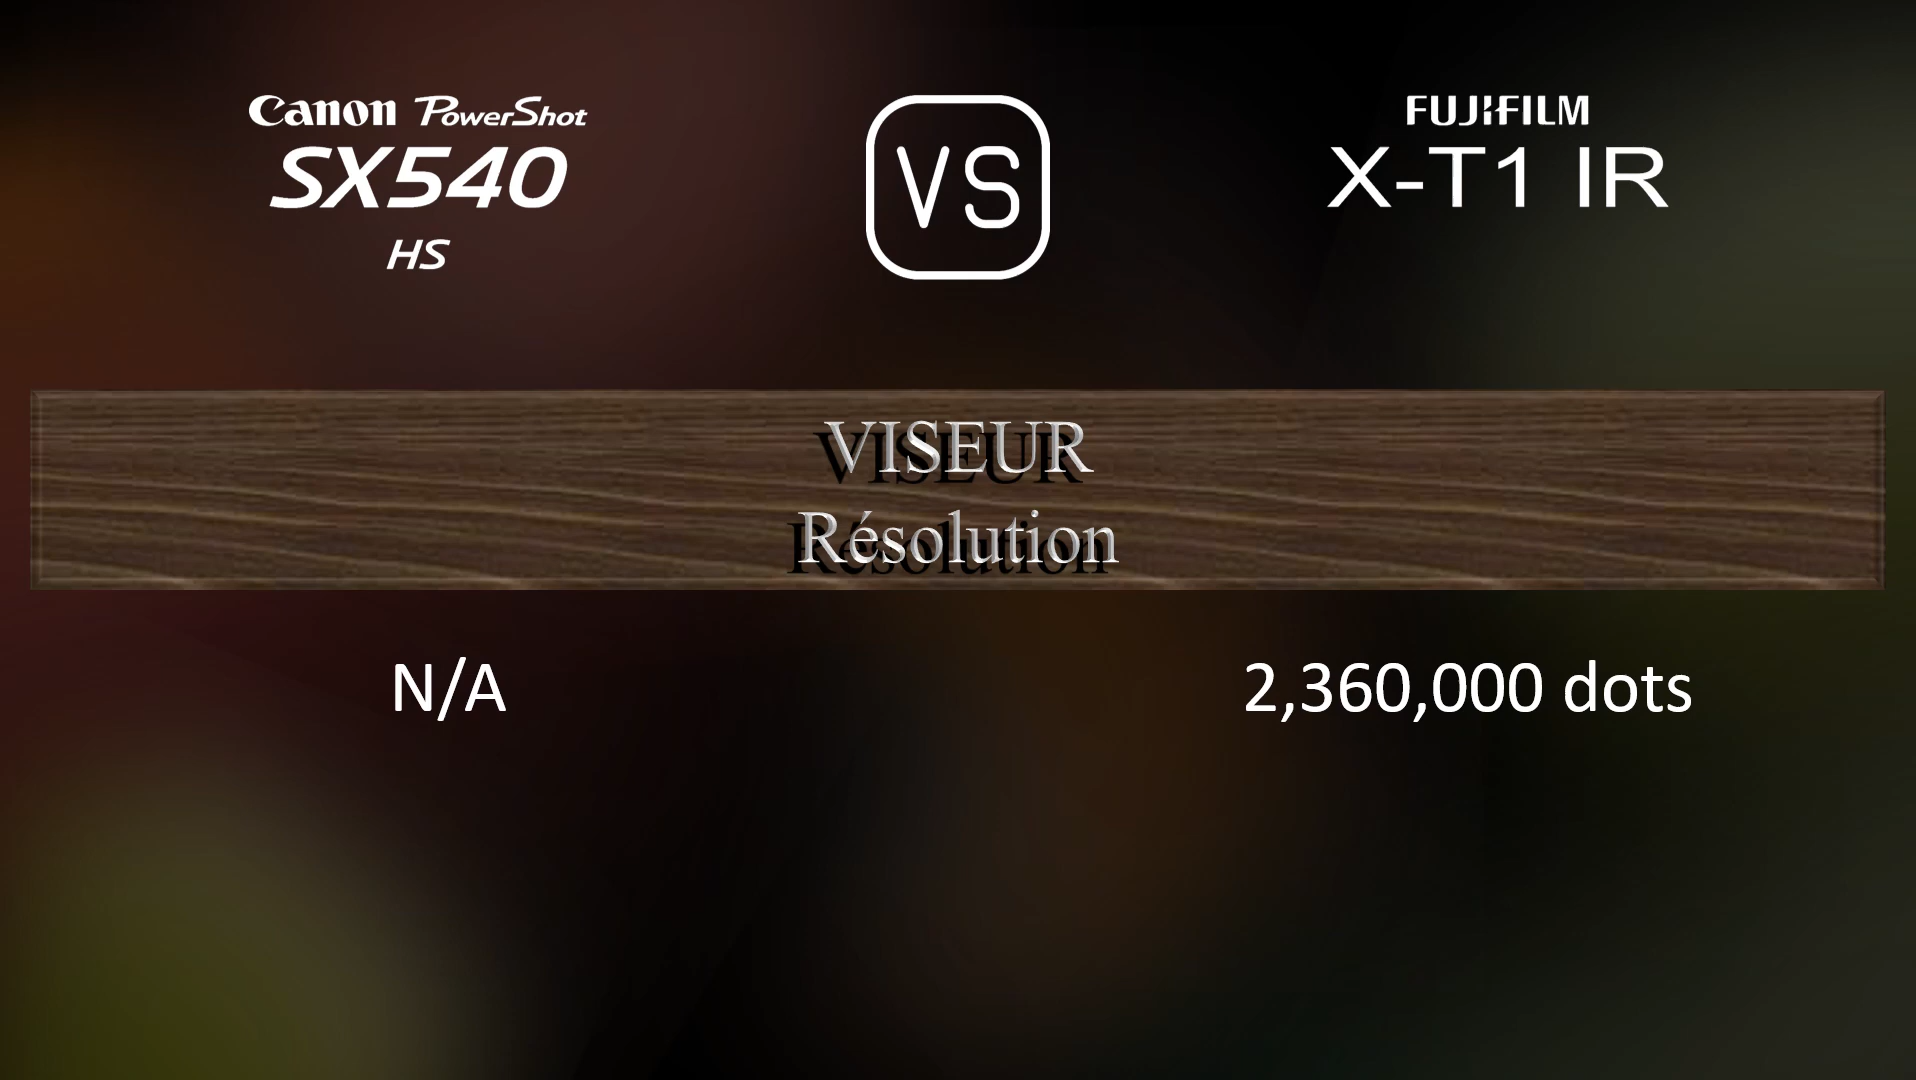 Canon PowerShot
SX540
HS
VS
FUJIFILM
X-T1 IR
VISEUR
Résolution
N/A
2,360,000 dots